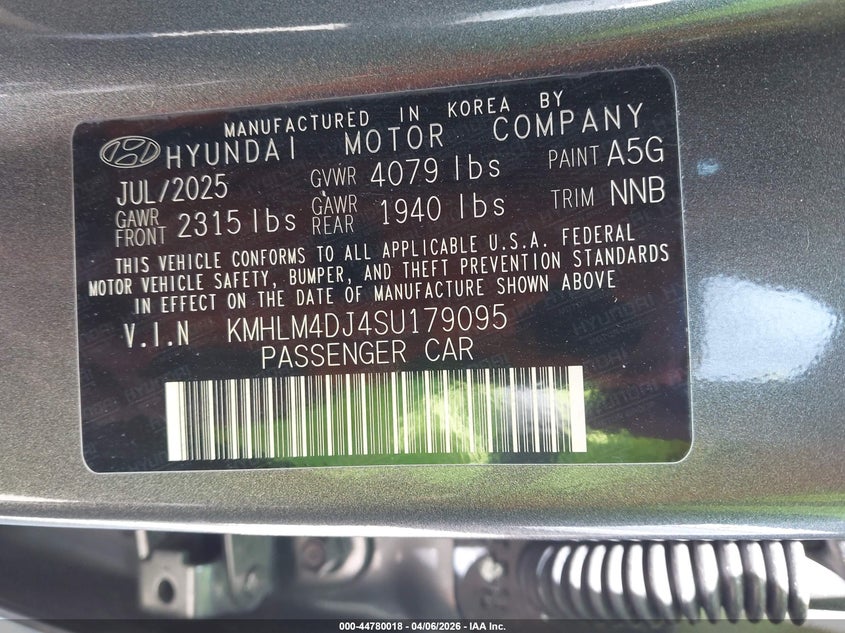 MANUFACTURED IN KOREA BY
HYUNDAI MOTOR COMPANY
JUL/2025 GVWR 4079 lbs PAINT A5G
GAWR FRONT 2315 lbs GAWR REAR 1940 lbs TRIM NNB
THIS VEHICLE CONFORMS TO ALL APPLICABLE U.S.A. FEDERAL
MOTOR VEHICLE SAFETY, BUMPER, AND THEFT PREVENTION STANDARDS
IN EFFECT ON THE DATE OF MANUFACTURE SHOWN ABOVE
V.I.N KMHLM4DJ4SU179095
PASSENGER CAR
000-44780018 - 04/06/2026 - IAA Inc.